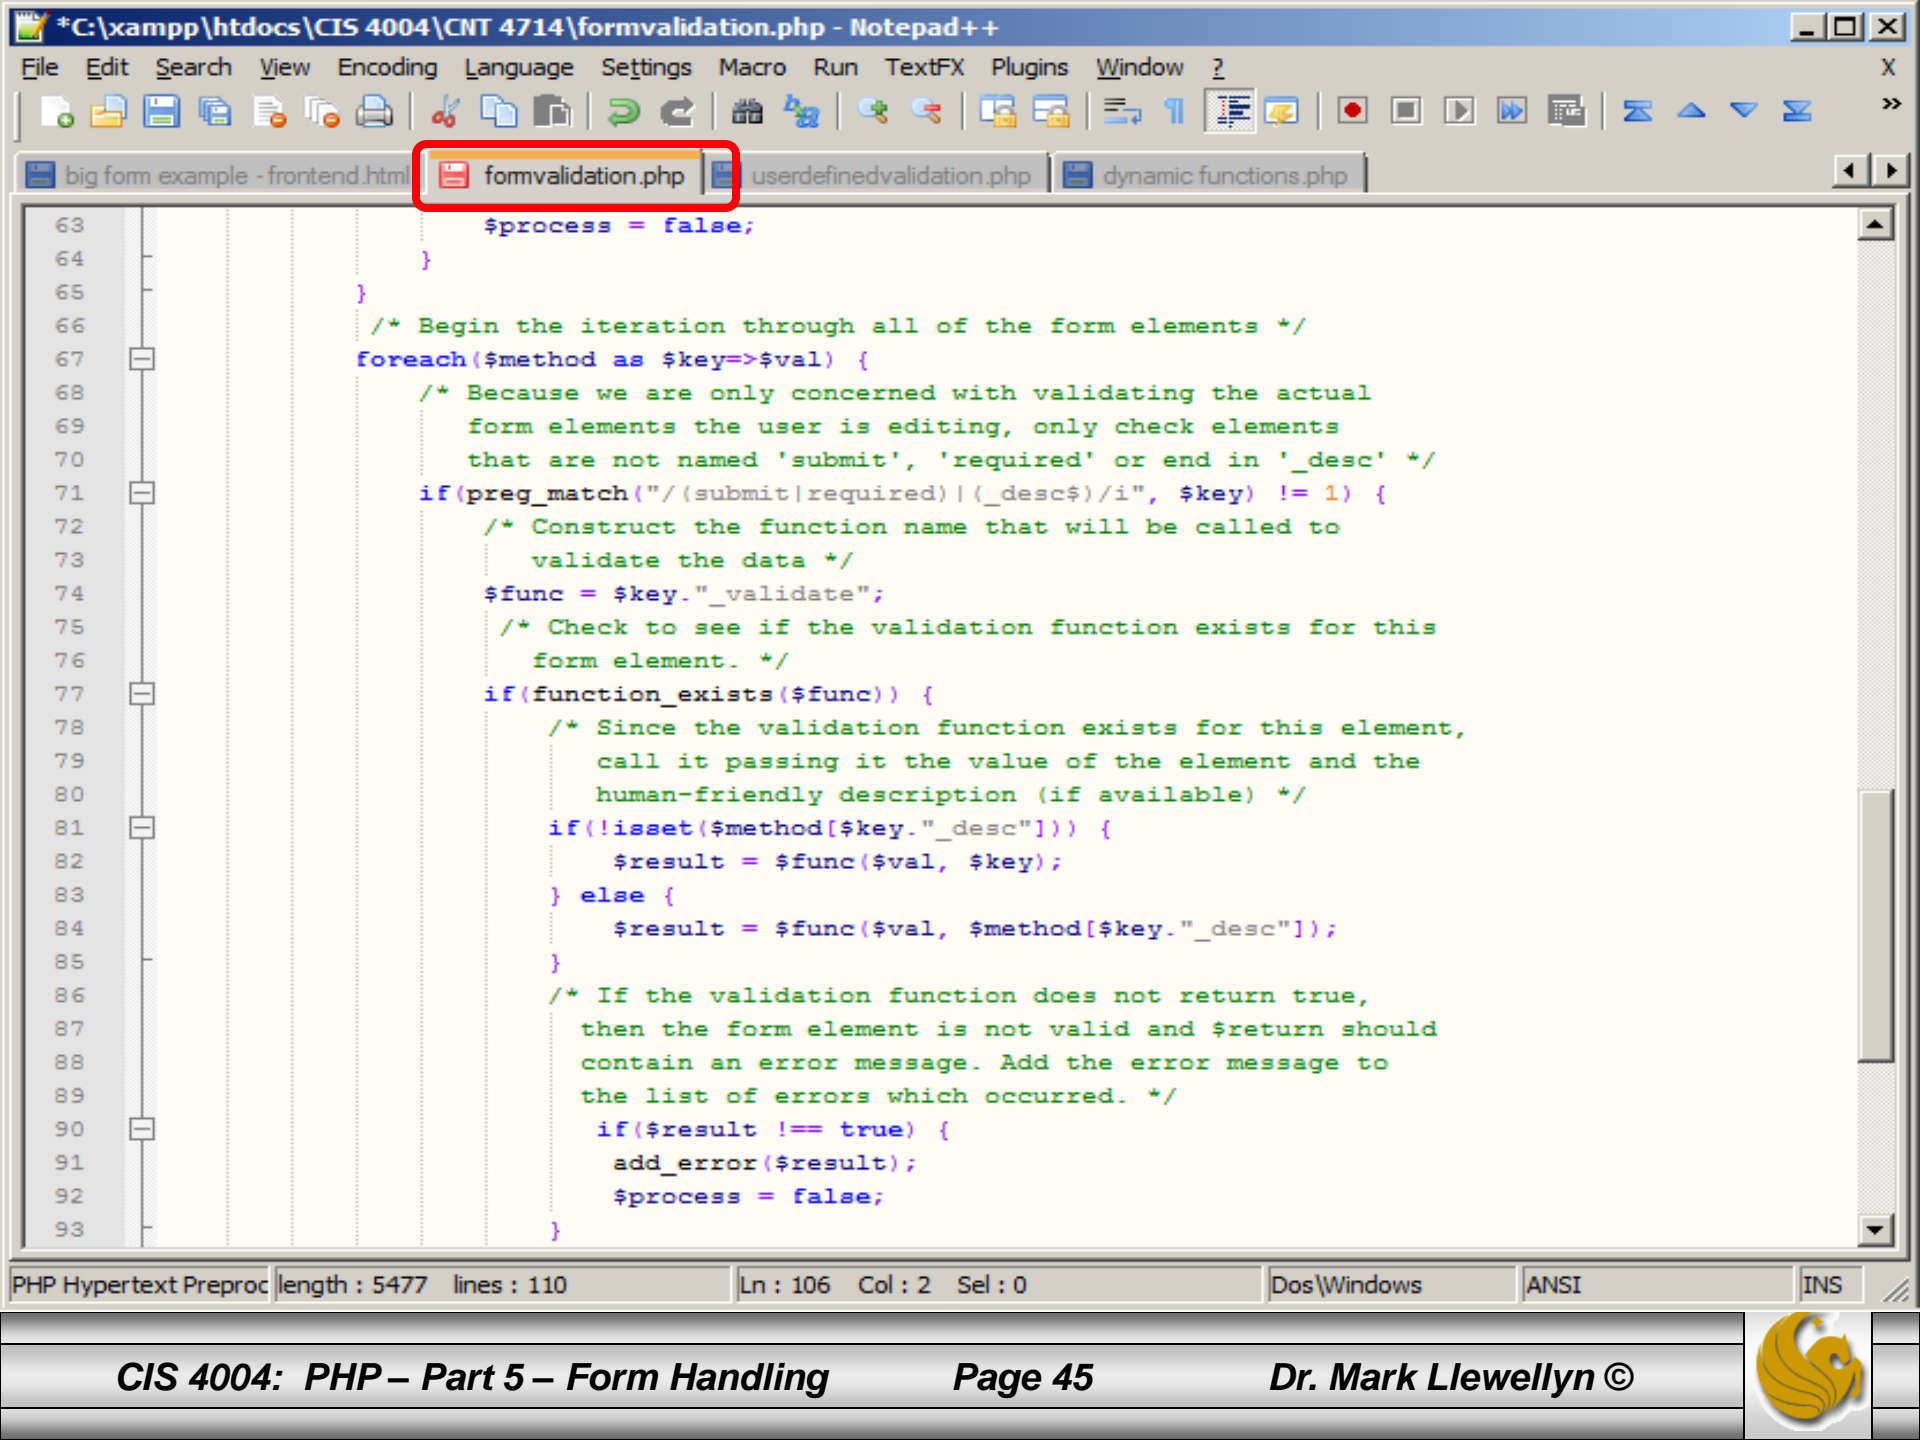 *C:\xampp\htdocs\CIS 4004\CNT 4714\formvalidation.php - Notepad++
File Edit Search View Encoding Language Settings Macro Run TextFX Plugins Window ? X
big form example - frontend.html formvalidation.php userdefinedvalidation.php dynamic functions.php
63 $process = false;
64 }
65 }
66 /* Begin the iteration through all of the form elements */
67 foreach($method as $key=>$val) {
68 /* Because we are only concerned with validating the actual
69 form elements the user is editing, only check elements
70 that are not named 'submit', 'required' or end in '_desc' */
71 if(preg_match("/(submit|required)|(_desc$)/i", $key) != 1) {
72 /* Construct the function name that will be called to
73 validate the data */
74 $func = $key."_validate";
75 /* Check to see if the validation function exists for this
76 form element. */
77 if(function_exists($func)) {
78 /* Since the validation function exists for this element,
79 call it passing it the value of the element and the
80 human-friendly description (if available) */
81 if(!isset($method[$key."_desc"])) {
82 $result = $func($val, $key);
83 } else {
84 $result = $func($val, $method[$key."_desc"]);
85 }
86 /* If the validation function does not return true,
87 then the form element is not valid and $return should
88 contain an error message. Add the error message to
89 the list of errors which occurred. */
90 if($result !== true) {
91 add_error($result);
92 $process = false;
93 }
PHP Hypertext Preproc length : 5477 lines : 110 Ln : 106 Col : 2 Sel : 0 Dos\Windows ANSI INS
CIS 4004: PHP – Part 5 – Form Handling Page 45 Dr. Mark Llewellyn ©